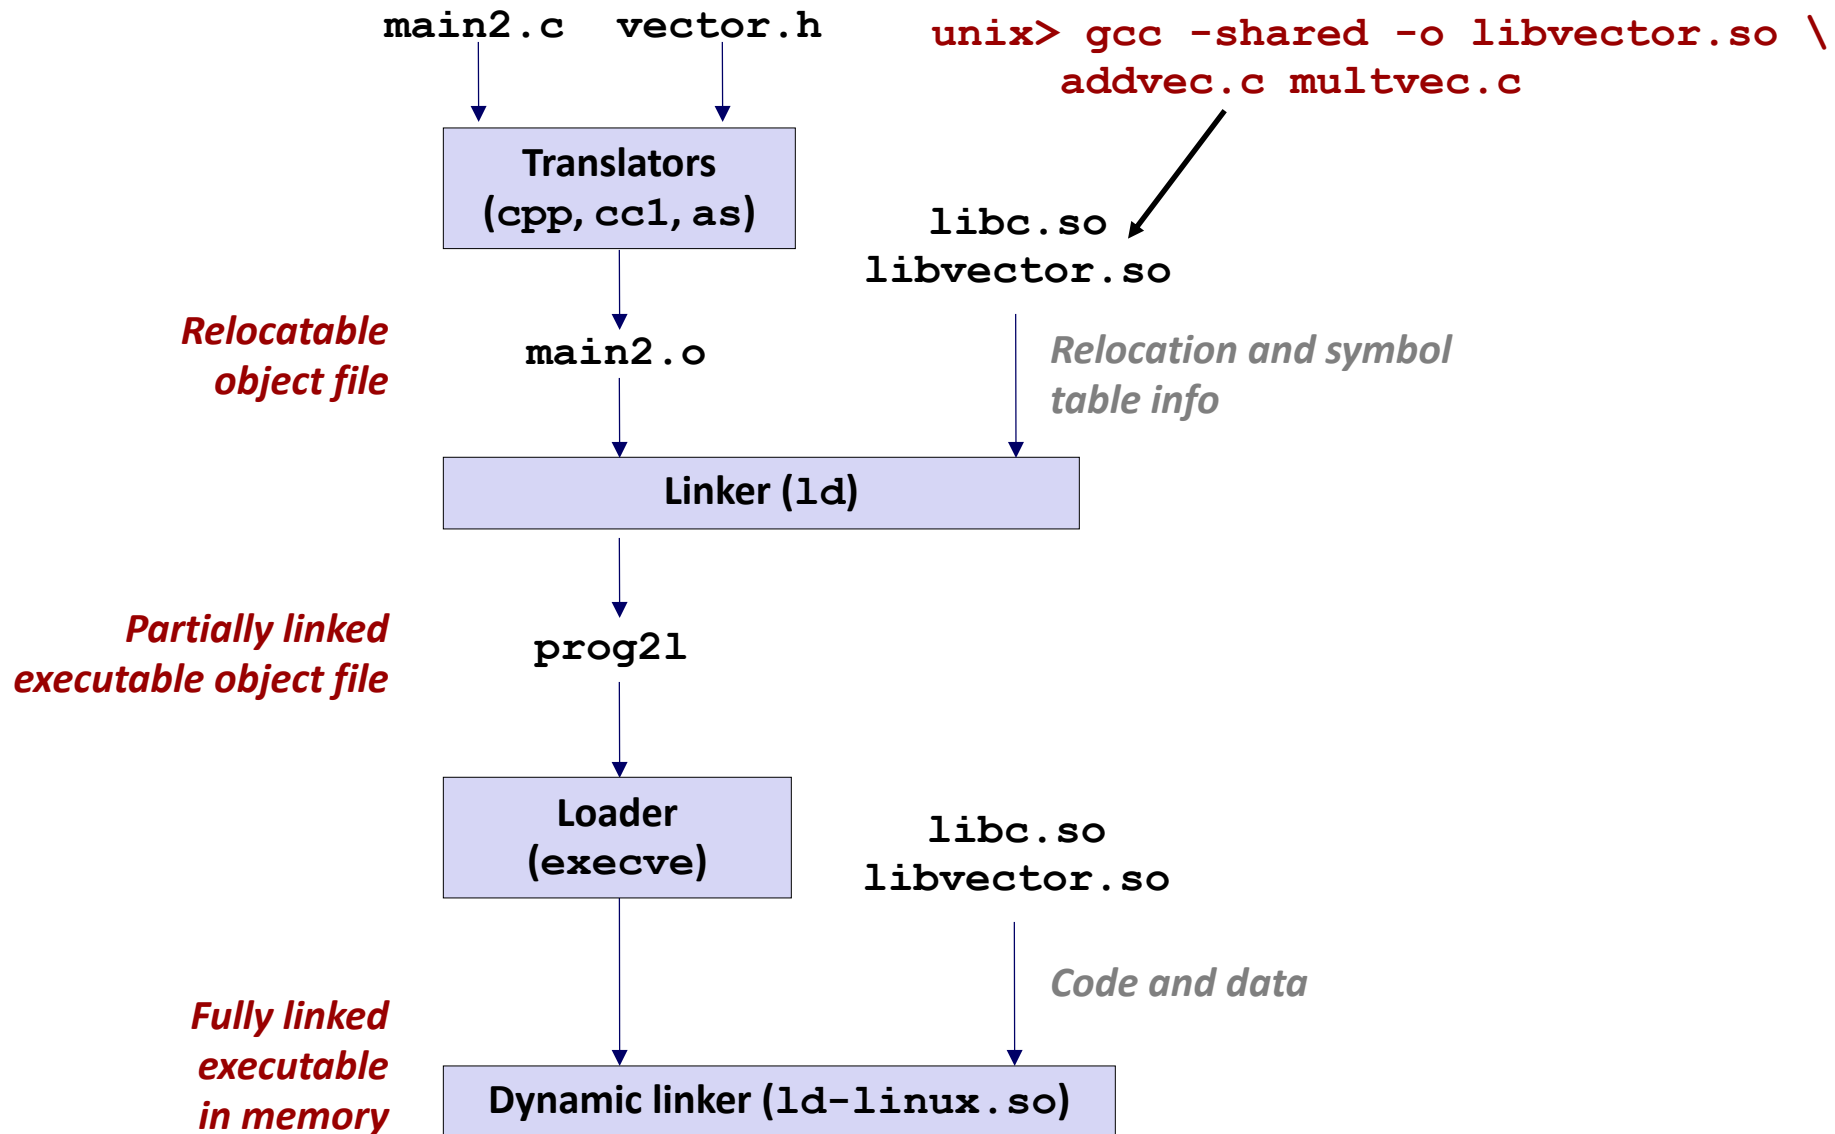 main2.c vector.h
unix> gcc -shared -o libvector.so \
addvec.c multvec.c
Translators
(cpp, cc1, as)
libc.so
libvector.so
Relocatable
object file
main2.o
Relocation and symbol
table info
Linker (ld)
Partially linked
executable object file
prog2l
Loader
(execve)
libc.so
libvector.so
Code and data
Fully linked
executable
in memory
Dynamic linker (ld-linux.so)